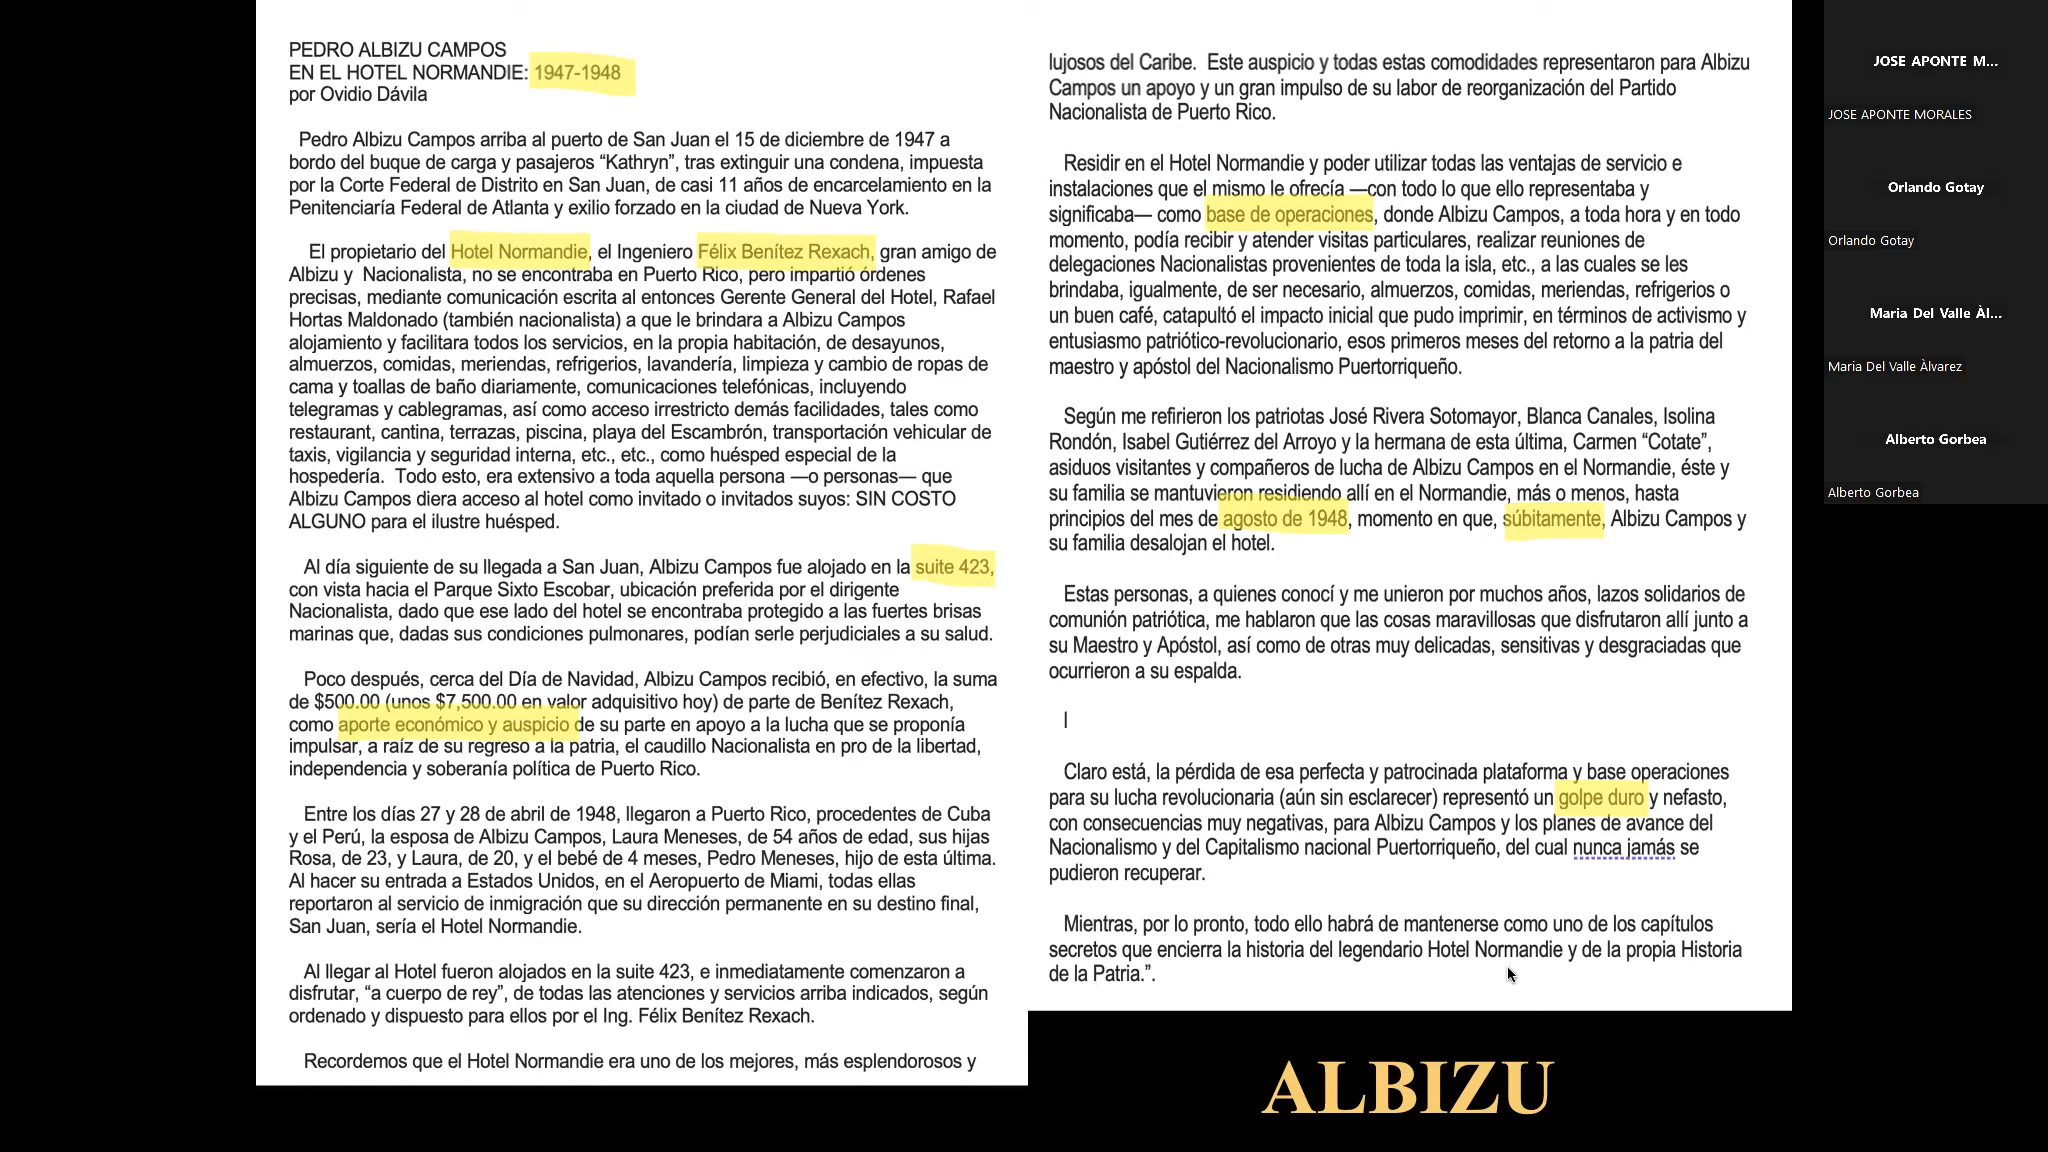 PEDRO ALBIZU CAMPOS
EN EL HOTEL NORMANDIE: 1947-1948
por Ovidio Dávila
Pedro Albizu Campos arriba al puerto de San Juan el 15 de diciembre de 1947 a
bordo del buque de carga y pasajeros “Kathryn”, tras extinguir una condena, impuesta
por la Corte Federal de Distrito en San Juan, de casi 11 años de encarcelamiento en la
Penitenciaría Federal de Atlanta y exilio forzado en la ciudad de Nueva York.
El propietario del Hotel Normandie, el Ingeniero Félix Benítez Rexach, gran amigo de
Albizu y Nacionalista, no se encontraba en Puerto Rico, pero impartió órdenes
precisas, mediante comunicación escrita al entonces Gerente General del Hotel, Rafael
Hortas Maldonado (también nacionalista) a que le brindara a Albizu Campos
alojamiento y facilitara todos los servicios, en la propia habitación, de desayunos,
almuerzos, comidas, meriendas, refrigerios, lavandería, limpieza y cambio de ropas de
cama y toallas de baño diariamente, comunicaciones telefónicas, incluyendo
telegramas y cablegramas, así como acceso irrestricto demás facilidades, tales como
restaurant, cantina, terrazas, piscina, playa del Escambrón, transportación vehicular de
taxis, vigilancia y seguridad interna, etc., etc., como huésped especial de la
hospedería. Todo esto, era extensivo a toda aquella persona —o personas— que
Albizu Campos diera acceso al hotel como invitado o invitados suyos: SIN COSTO
ALGUNO para el ilustre huésped.
Al día siguiente de su llegada a San Juan, Albizu Campos fue alojado en la suite 423,
con vista hacia el Parque Sixto Escobar, ubicación preferida por el dirigente
Nacionalista, dado que ese lado del hotel se encontraba protegido a las fuertes brisas
marinas que, dadas sus condiciones pulmonares, podían serle perjudiciales a su salud.
Poco después, cerca del Día de Navidad, Albizu Campos recibió, en efectivo, la suma
de $500.00 (unos $7,500.00 en valor adquisitivo hoy) de parte de Benítez Rexach,
como aporte económico y auspicio de su parte en apoyo a la lucha que se proponía
impulsar, a raíz de su regreso a la patria, el caudillo Nacionalista en pro de la libertad,
independencia y soberanía política de Puerto Rico.
Entre los días 27 y 28 de abril de 1948, llegaron a Puerto Rico, procedentes de Cuba
y el Perú, la esposa de Albizu Campos, Laura Meneses, de 54 años de edad, sus hijas
Rosa, de 23, y Laura, de 20, y el bebé de 4 meses, Pedro Meneses, hijo de esta última.
Al hacer su entrada a Estados Unidos, en el Aeropuerto de Miami, todas ellas
reportaron al servicio de inmigración que su dirección permanente en su destino final,
San Juan, sería el Hotel Normandie.
Al llegar al Hotel fueron alojados en la suite 423, e inmediatamente comenzaron a
disfrutar, “a cuerpo de rey”, de todas las atenciones y servicios arriba indicados, según
ordenado y dispuesto para ellos por el Ing. Félix Benítez Rexach.
Recordemos que el Hotel Normandie era uno de los mejores, más esplendorosos y
lujosos del Caribe. Este auspicio y todas estas comodidades representaron para Albizu
Campos un apoyo y un gran impulso de su labor de reorganización del Partido
Nacionalista de Puerto Rico.
Residir en el Hotel Normandie y poder utilizar todas las ventajas de servicio e
instalaciones que el mismo le ofrecía —con todo lo que ello representaba y
significaba— como base de operaciones, donde Albizu Campos, a toda hora y en todo
momento, podía recibir y atender visitas particulares, realizar reuniones de
delegaciones Nacionalistas provenientes de toda la isla, etc., a las cuales se les
brindaba, igualmente, de ser necesario, almuerzos, comidas, meriendas, refrigerios o
un buen café, catapultó el impacto inicial que pudo imprimir, en términos de activismo y
entusiasmo patriótico-revolucionario, esos primeros meses del retorno a la patria del
maestro y apóstol del Nacionalismo Puertorriqueño.
Según me refirieron los patriotas José Rivera Sotomayor, Blanca Canales, Isolina
Rondón, Isabel Gutiérrez del Arroyo y la hermana de esta última, Carmen “Cotate”,
asiduos visitantes y compañeros de lucha de Albizu Campos en el Normandie, éste y
su familia se mantuvieron residiendo allí en el Normandie, más o menos, hasta
principios del mes de agosto de 1948, momento en que, súbitamente, Albizu Campos y
su familia desalojan el hotel.
Estas personas, a quienes conocí y me unieron por muchos años, lazos solidarios de
comunión patriótica, me hablaron que las cosas maravillosas que disfrutaron allí junto a
su Maestro y Apóstol, así como de otras muy delicadas, sensitivas y desgraciadas que
ocurrieron a su espalda.
l
Claro está, la pérdida de esa perfecta y patrocinada plataforma y base operaciones
para su lucha revolucionaria (aún sin esclarecer) representó un golpe duro y nefasto,
con consecuencias muy negativas, para Albizu Campos y los planes de avance del
Nacionalismo y del Capitalismo nacional Puertorriqueño, del cual nunca jamás se
pudieron recuperar.
Mientras, por lo pronto, todo ello habrá de mantenerse como uno de los capítulos
secretos que encierra la historia del legendario Hotel Normandie y de la propia Historia
de la Patria.”.
ALBIZU
JOSE APONTE M...
JOSE APONTE MORALES
Orlando Gotay
Orlando Gotay
Maria Del Valle Àl...
Maria Del Valle Àlvarez
Alberto Gorbea
Alberto Gorbea